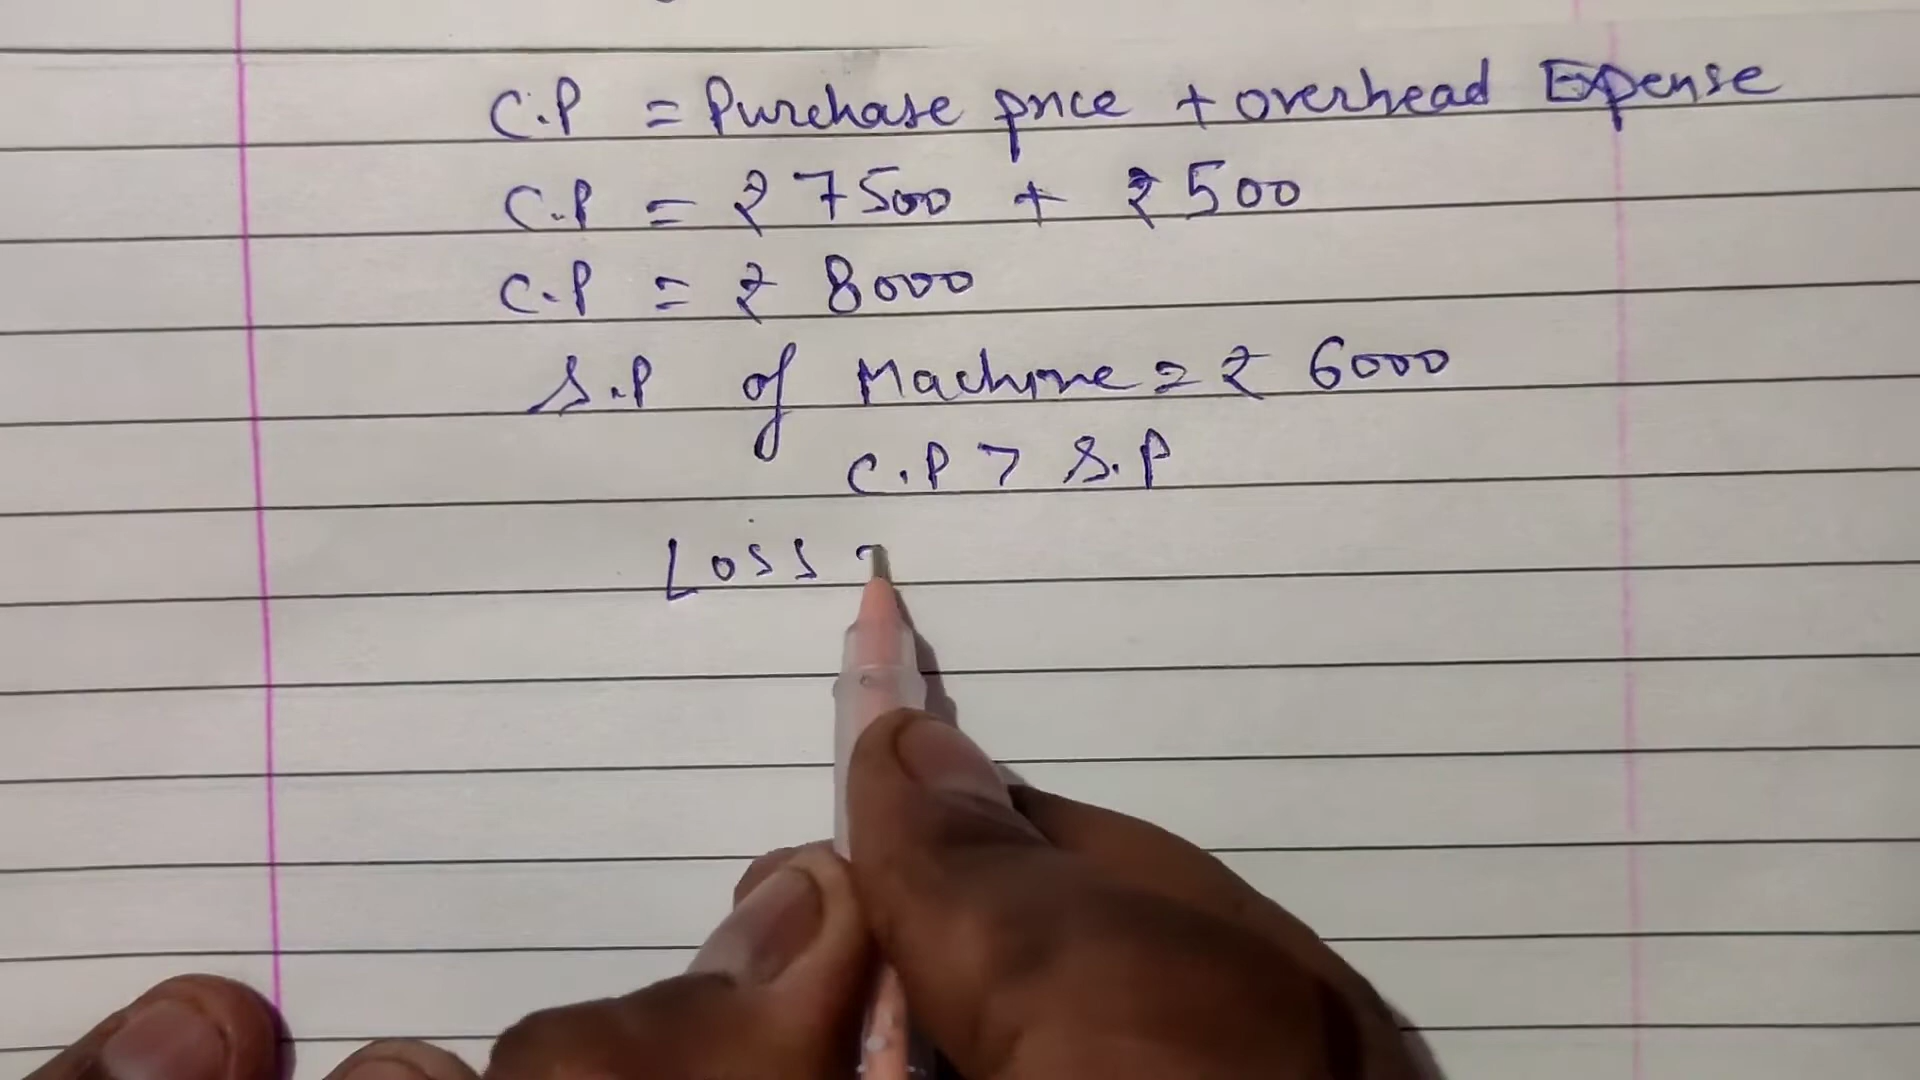 C.P = Purchase price + overhead Expense
C.P = ₹ 7500 + ₹ 500
C.P = ₹ 8000
S.P of Machine = ₹ 6000
C.P > S.P
Loss =